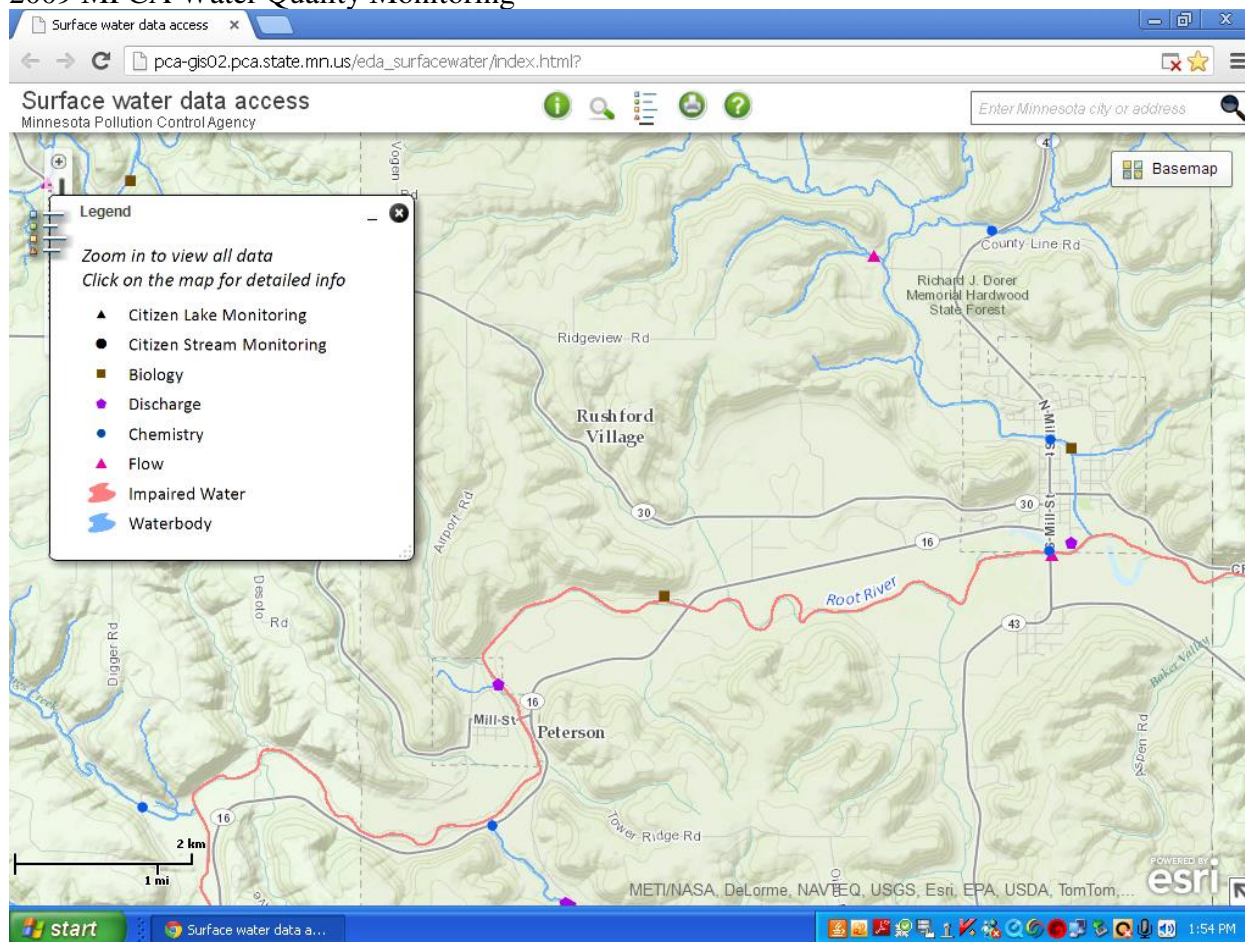 2009 MPCA Water Quality Monitoring
Surface water data access
pca-gis02.pca.state.mn.us/eda_surfacewater/index.html?
Surface water data access
Minnesota Pollution Control Agency
Enter Minnesota city or address
Basemap
Legend
Zoom in to view all data
Click on the map for detailed info
Citizen Lake Monitoring
Citizen Stream Monitoring
Biology
Discharge
Chemistry
Flow
Impaired Water
Waterbody
Vogen
Rd
County Line Rd
Richard J. Dorer
Memorial Hardwood
State Forest
Ridgeview Rd
Rushford
Village
N Mill St
S Mill St
30
30
16
Airport Rd
Root River
43
Desoto
Rd
Digger Rd
Baker Valley
Aspen Rd
16
Mill St
Peterson
16
Tower Ridge Rd
2 km
1 mi
METI/NASA, DeLorme, NAVTEQ, USGS, Esri, EPA, USDA, TomTom,...
POWERED BY
esri
start
Surface water data a...
1:54 PM